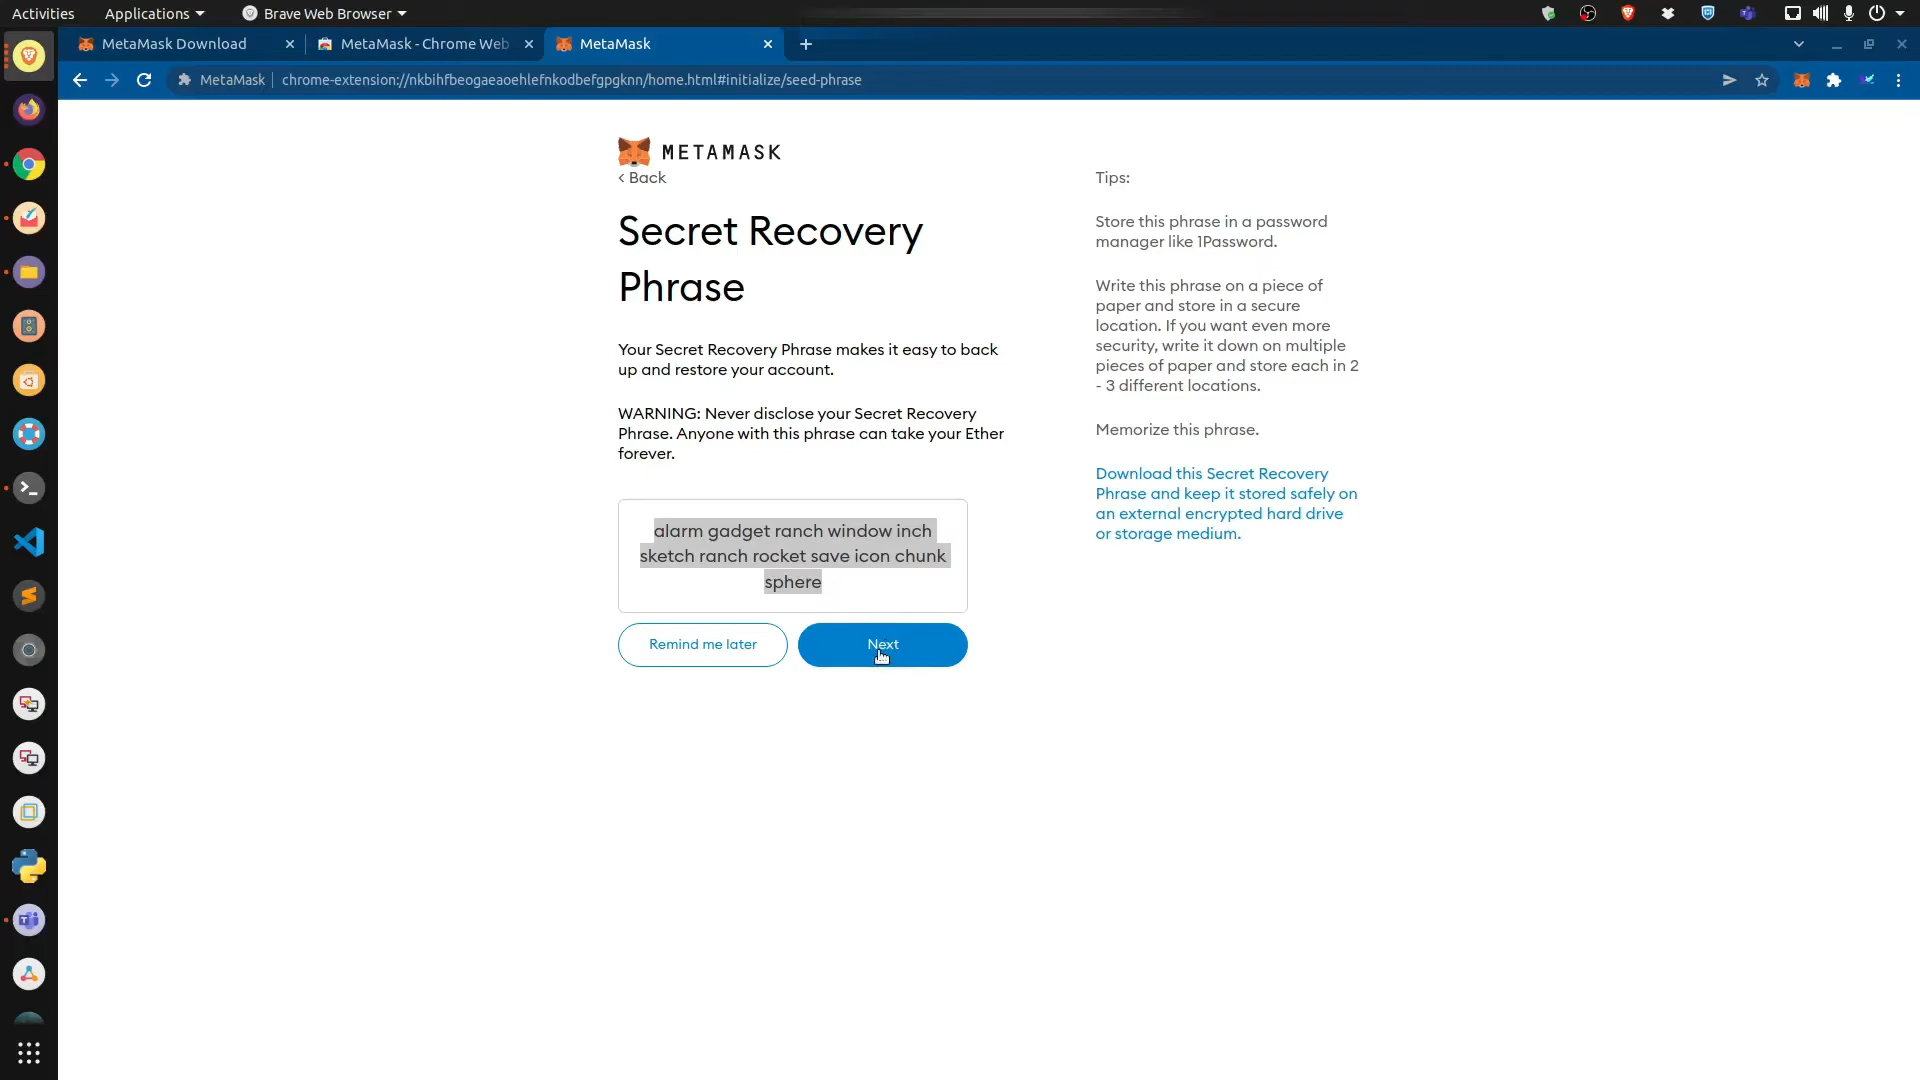 Activities
Applications
Brave Web Browser
MetaMask Download
MetaMask - Chrome Web
MetaMask
MetaMask
chrome-extension://nkbihfbeogaeaoehlefnkodbefgpgknn/home.html#initialize/seed-phrase
METAMASK
< Back
Secret Recovery
Phrase
Your Secret Recovery Phrase makes it easy to back
up and restore your account.
WARNING: Never disclose your Secret Recovery
Phrase. Anyone with this phrase can take your Ether
forever.
alarm gadget ranch window inch
sketch ranch rocket save icon chunk
sphere
Remind me later
Next
Tips:
Store this phrase in a password
manager like 1Password.
Write this phrase on a piece of
paper and store in a secure
location. If you want even more
security, write it down on multiple
pieces of paper and store each in 2
- 3 different locations.
Memorize this phrase.
Download this Secret Recovery
Phrase and keep it stored safely on
an external encrypted hard drive
or storage medium.